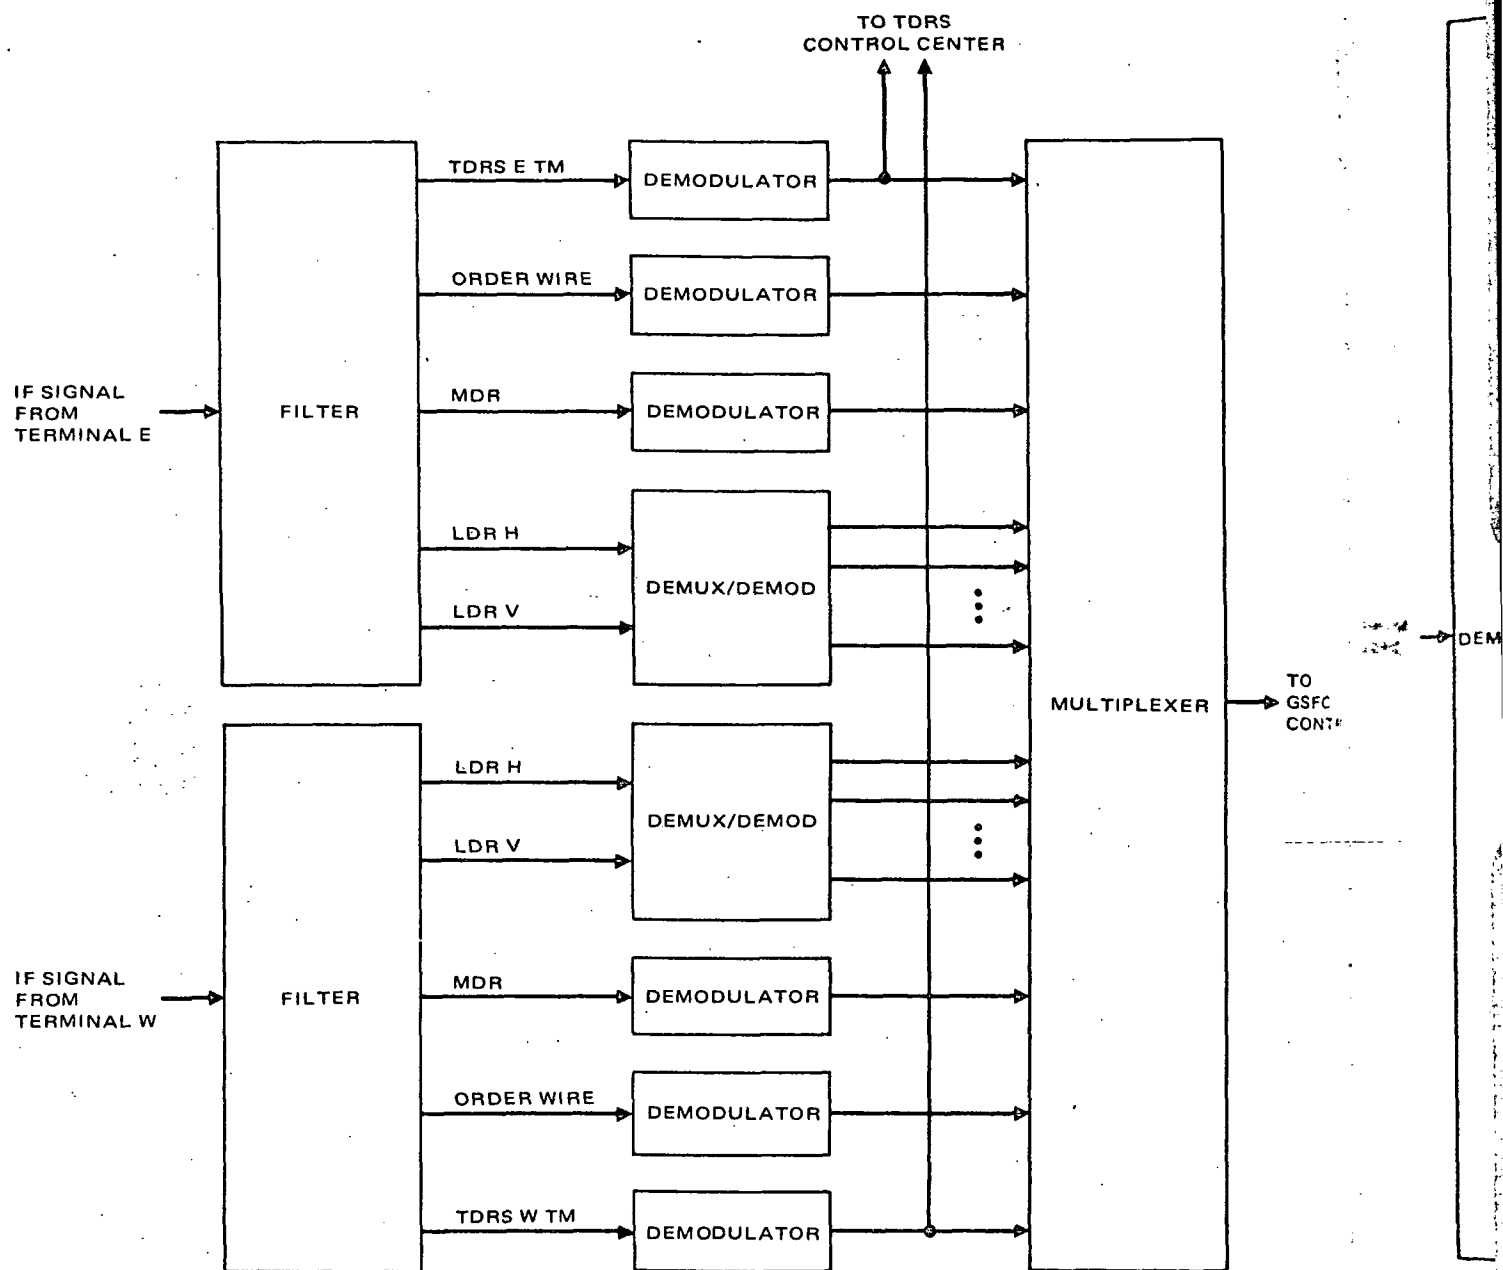 TO TDRS
CONTROL CENTER
TDRS E TM
DEMODULATOR
ORDER WIRE
DEMODULATOR
IF SIGNAL
FROM
TERMINAL E
FILTER
MDR
DEMODULATOR
LDR H
LDR V
DEMUX/DEMOD
MULTIPLEXER
TO
GSFC
DEM
LDR H
LDR V
DEMUX/DEMOD
IF SIGNAL
FROM
TERMINAL W
FILTER
MDR
DEMODULATOR
ORDER WIRE
DEMODULATOR
TDRS W TM
DEMODULATOR